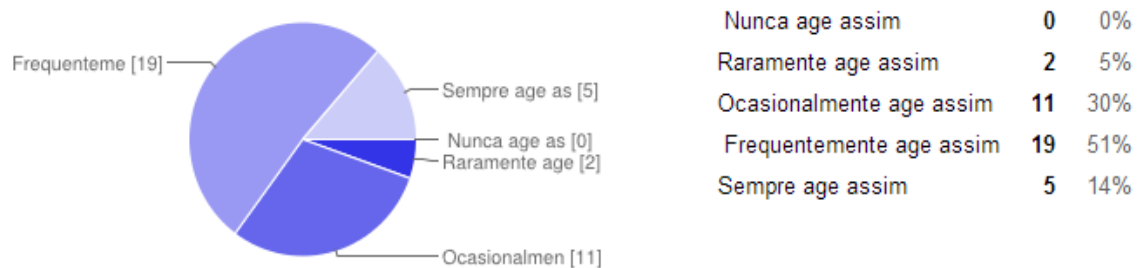 Frequenteme [19]
Sempre age as [5]
Nunca age as [0]
Raramente age [2]
Ocasionalmen [11]
Nunca age assim 0 0%
Raramente age assim 2 5%
Ocasionalmente age assim 11 30%
Frequentemente age assim 19 51%
Sempre age assim 5 14%